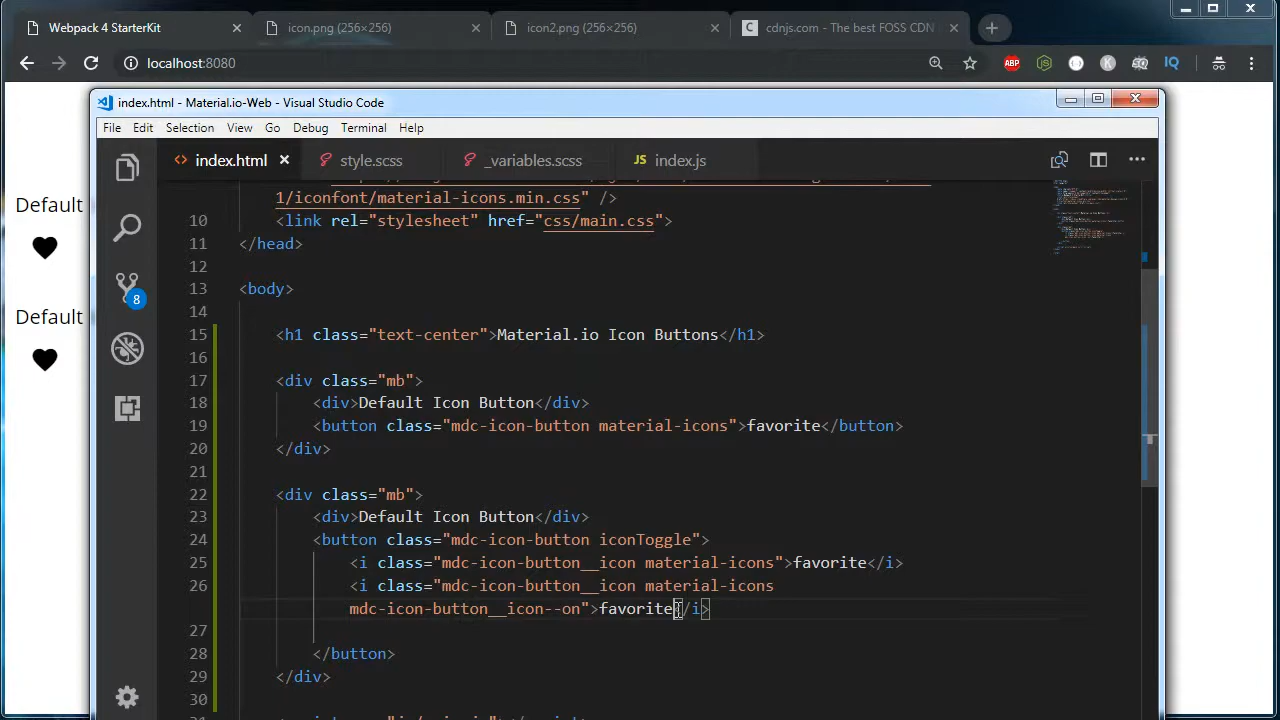 Webpack 4 StarterKit
icon.png (256×256)
icon2.png (256×256)
C cdnjs.com - The best FOSS CDN
localhost:8080
ABP
K
IQ
index.html - Material.io-Web - Visual Studio Code
File Edit Selection View Go Debug Terminal Help
index.html style.scss _variables.scss JS index.js
Default
Default
8
1/iconfont/material-icons.min.css" />
10 <link rel="stylesheet" href="css/main.css">
11 </head>
12
13 <body>
14
15 <h1 class="text-center">Material.io Icon Buttons</h1>
16
17 <div class="mb">
18 <div>Default Icon Button</div>
19 <button class="mdc-icon-button material-icons">favorite</button>
20 </div>
21
22 <div class="mb">
23 <div>Default Icon Button</div>
24 <button class="mdc-icon-button iconToggle">
25 <i class="mdc-icon-button__icon material-icons">favorite</i>
26 <i class="mdc-icon-button__icon material-icons
mdc-icon-button__icon--on">favorite</i>
27
28 </button>
29 </div>
30